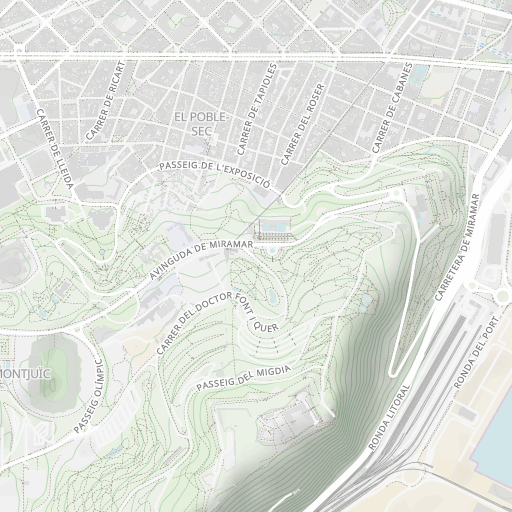 CARRER DE RICART
CARRER DE LLEIDA
EL POBLE-
SEC
CARRER DE TAPIOLES
CARRER DEL ROSER
CARRER DE CABANES
PASSEIG DE L'EXPOSICIÓ
AVINGUDA DE MIRAMAR
CARRETERA DE MIRAMAR
CARRER DEL DOCTOR FONT I QUER
PASSEIG DEL MIGDIA
MONTJUÏC
PASSEIG OLÍMPIC
RONDA LITORAL
RONDA DEL PORT